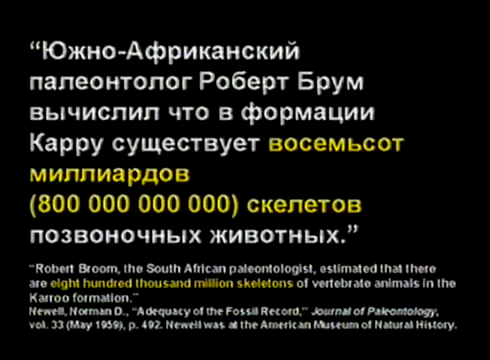 “Южно-Африканский
палеонтолог Роберт Брум
вычислил что в формации
Карру существует восемьсот
миллиардов
(800 000 000 000) скелетов
позвоночных животных.”
“Robert Broom, the South African paleontologist, estimated that there
are eight hundred thousand million skeletons of vertebrate animals in the
Karroo formation.”
Newell, Norman D., “Adequacy of the Fossil Record,” Journal of Paleontology,
vol. 33 (May 1959), p. 492. Newell was at the American Museum of Natural History.